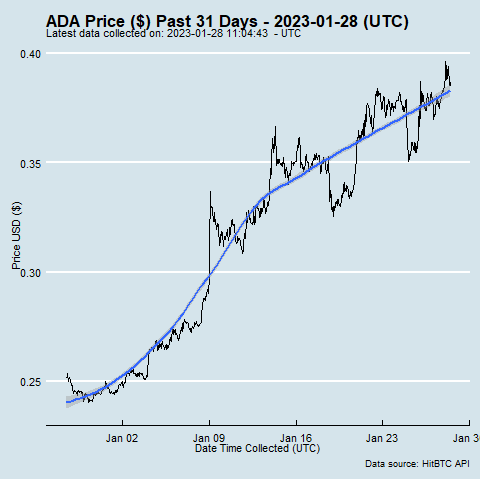 ADA Price ($) Past 31 Days - 2023-01-28 (UTC)
Latest data collected on: 2023-01-28 11:04:43 - UTC
0.40
0.35
0.30
0.25
Price USD ($)
Jan 02 Jan 09 Jan 16 Jan 23 Jan 3
Date Time Collected (UTC)
Data source: HitBTC API